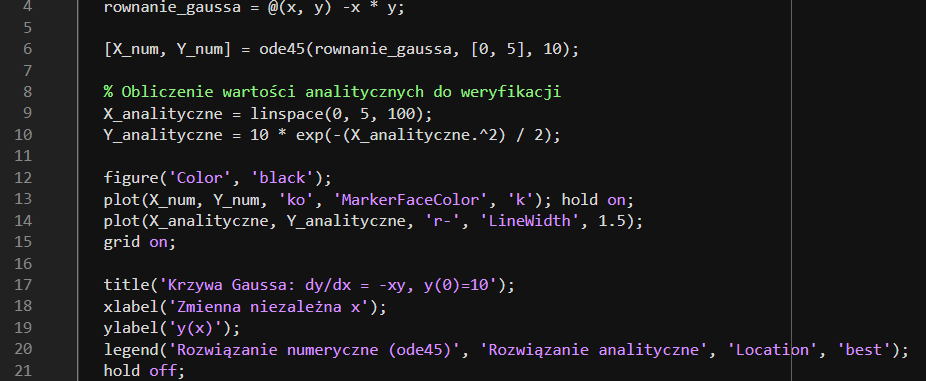 4 rownanie_gaussa = @(x, y) -x * y;
5
6 [X_num, Y_num] = ode45(rownanie_gaussa, [0, 5], 10);
7
8 % Obliczenie wartości analitycznych do weryfikacji
9 X_analityczne = linspace(0, 5, 100);
10 Y_analityczne = 10 * exp(-(X_analityczne.^2) / 2);
11
12 figure('Color', 'black');
13 plot(X_num, Y_num, 'ko', 'MarkerFaceColor', 'k'); hold on;
14 plot(X_analityczne, Y_analityczne, 'r-', 'LineWidth', 1.5);
15 grid on;
16
17 title('Krzywa Gaussa: dy/dx = -xy, y(0)=10');
18 xlabel('Zmienna niezależna x');
19 ylabel('y(x)');
20 legend('Rozwiązanie numeryczne (ode45)', 'Rozwiązanie analityczne', 'Location', 'best');
21 hold off;